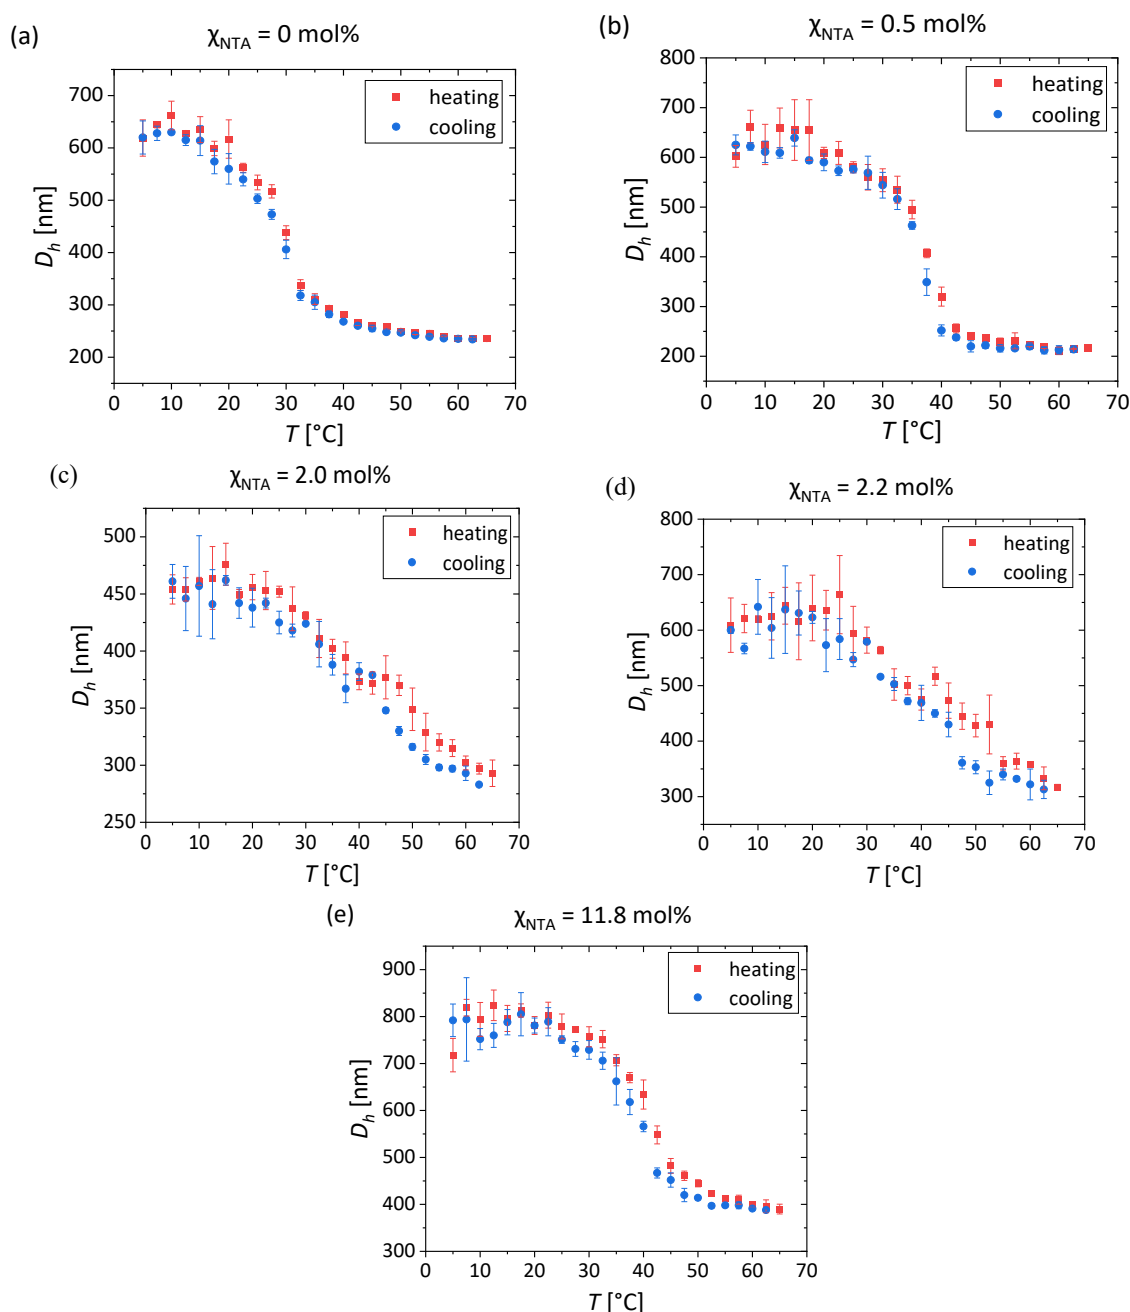 (a)
χNTA = 0 mol%
heating
cooling
700
600
500
400
300
200
Dh [nm]
0 10 20 30 40 50 60 70
T [°C]
(b)
χNTA = 0.5 mol%
heating
cooling
800
700
600
500
400
300
200
Dh [nm]
0 10 20 30 40 50 60 70
T [°C]
(c)
χNTA = 2.0 mol%
heating
cooling
500
450
400
350
300
250
Dh [nm]
0 10 20 30 40 50 60 70
T [°C]
(d)
χNTA = 2.2 mol%
heating
cooling
800
700
600
500
400
300
Dh [nm]
0 10 20 30 40 50 60 70
T [°C]
(e)
χNTA = 11.8 mol%
heating
cooling
900
800
700
600
500
400
300
Dh [nm]
0 10 20 30 40 50 60 70
T [°C]